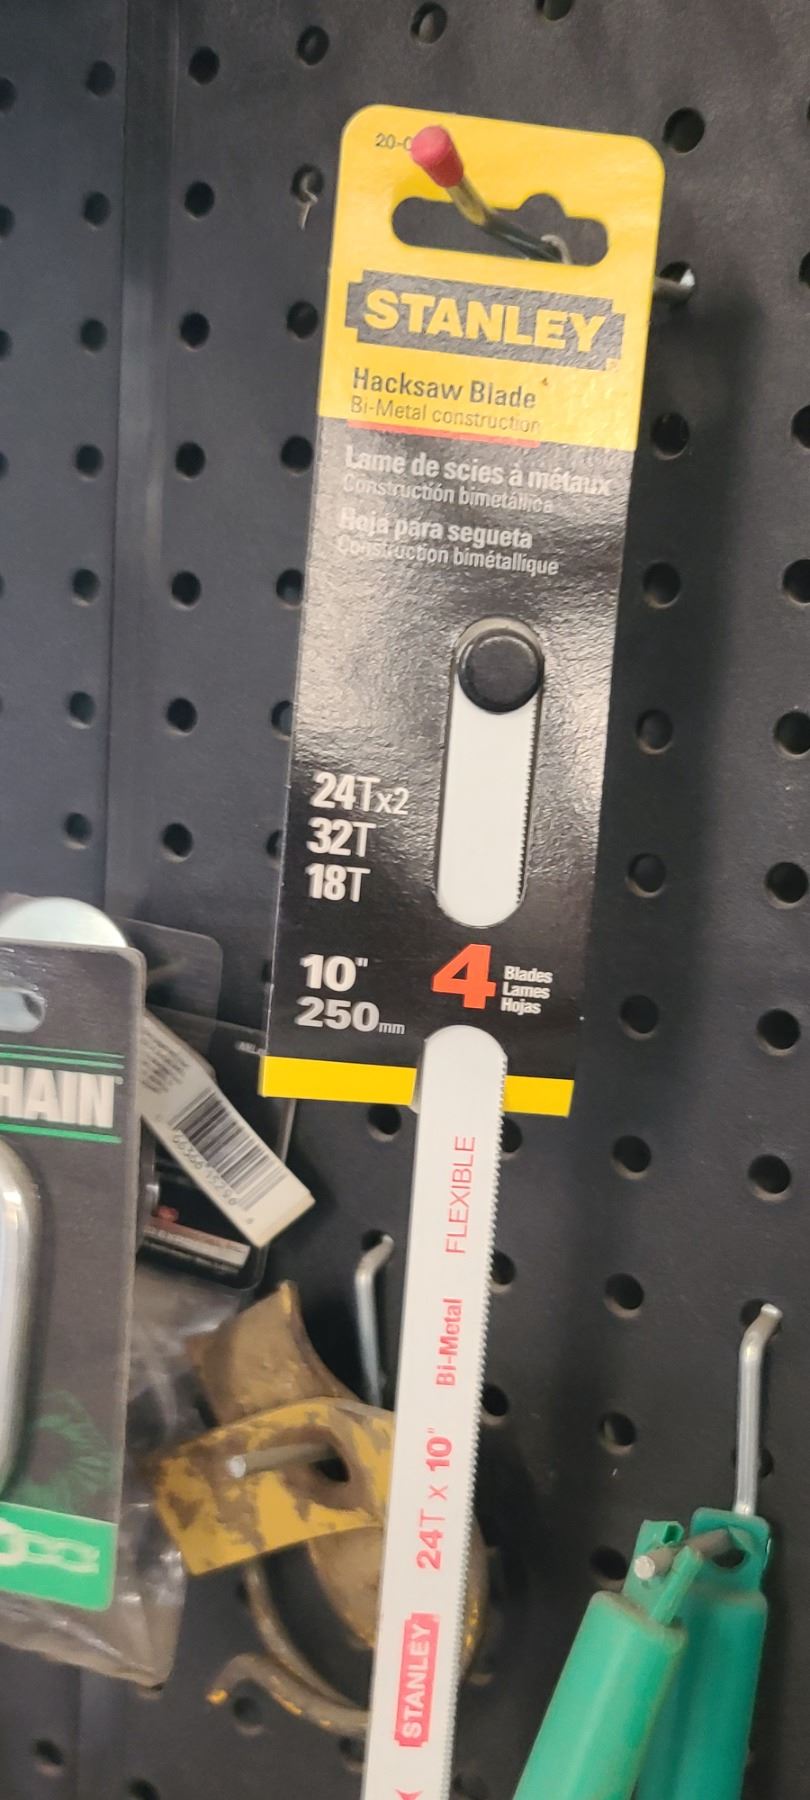 STANLEY
Hacksaw Blade
Bi-Metal construction
Lame de scies à métaux
Construcción bimetálica
Hoja para segueta
Construction bimétallique
24Tx2
32T
18T
10"
250mm
4
Blades
Lames
Hojas
FLEXIBLE
Bi-Metal
24T x 10"
STANLEY
HAIN